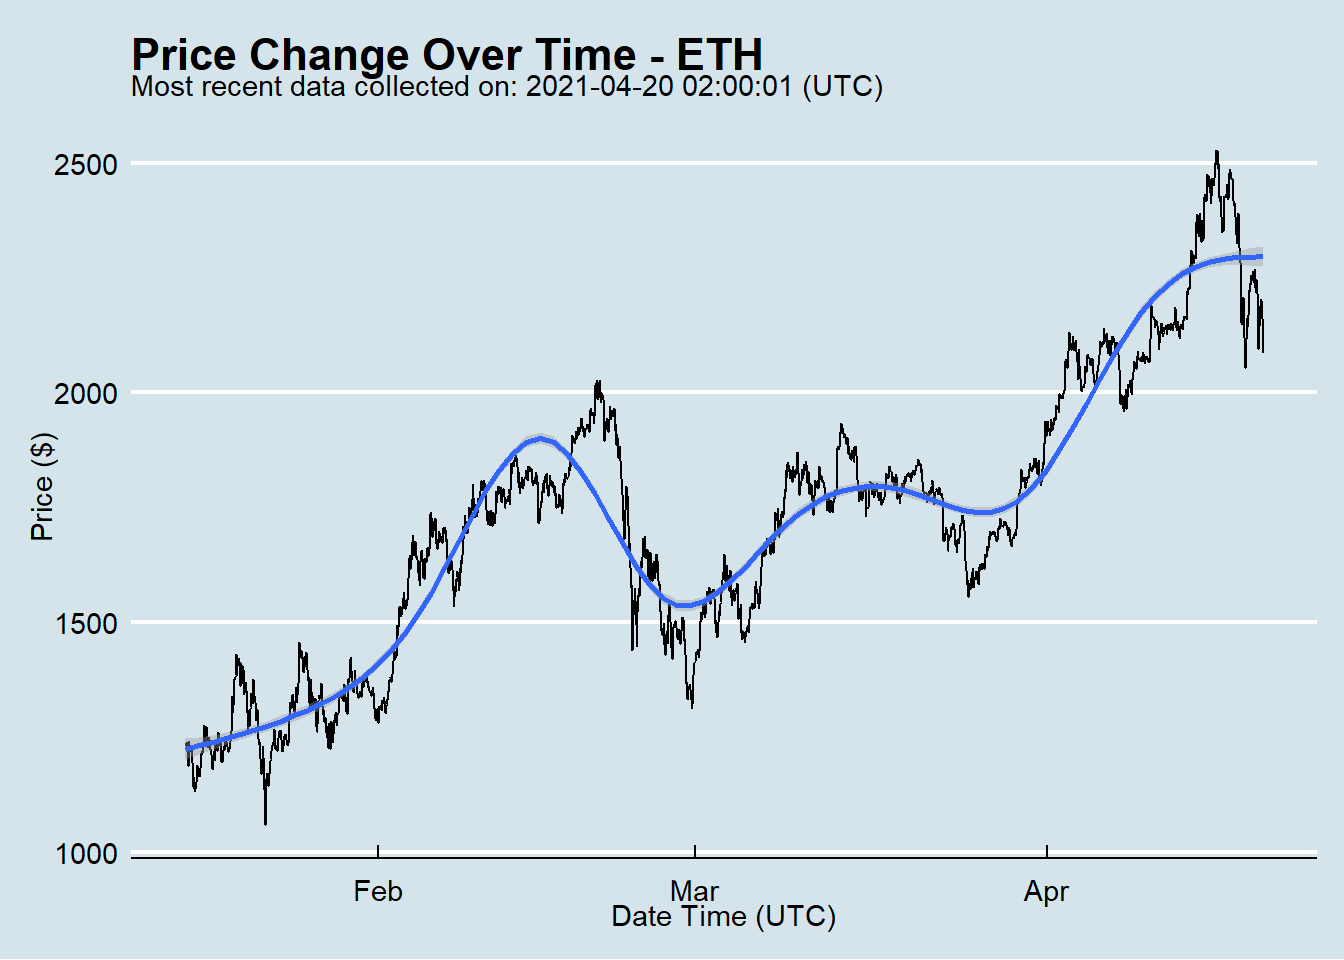 Price Change Over Time - ETH
Most recent data collected on: 2021-04-20 02:00:01 (UTC)
2500
2000
1500
1000
Price ($)
Feb
Mar
Apr
Date Time (UTC)